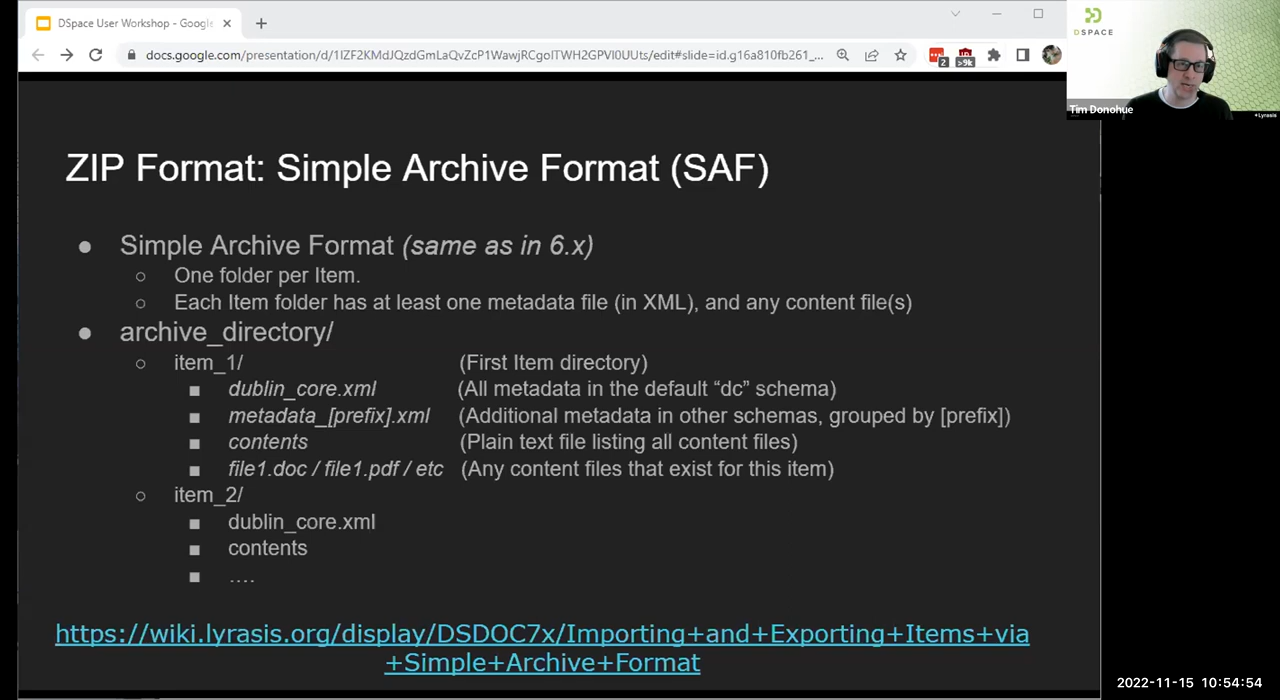 DSpace User Workshop - Google
docs.google.com/presentation/d/1lZF2KMdJQzdGmLaQvZcP1WawjRCgolTWH2GPVl0UUts/edit#slide=id.g16a810fb261_...
2
>9k
DSPACE
Tim Donohue
Lyrasis
ZIP Format: Simple Archive Format (SAF)
● Simple Archive Format (same as in 6.x)
○ One folder per Item.
○ Each Item folder has at least one metadata file (in XML), and any content file(s)
● archive_directory/
○ item_1/ (First Item directory)
■ dublin_core.xml (All metadata in the default “dc” schema)
■ metadata_[prefix].xml (Additional metadata in other schemas, grouped by [prefix])
■ contents (Plain text file listing all content files)
■ file1.doc / file1.pdf / etc (Any content files that exist for this item)
○ item_2/
■ dublin_core.xml
■ contents
■ ....
https://wiki.lyrasis.org/display/DSDOC7x/Importing+and+Exporting+Items+via
+Simple+Archive+Format
2022-11-15 10:54:54